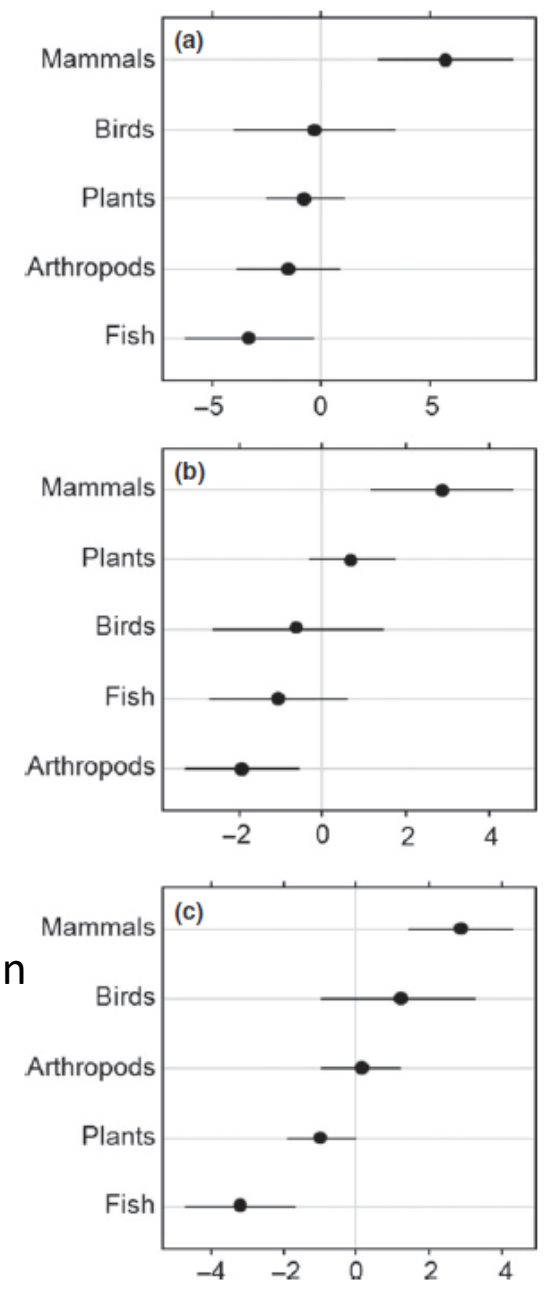 (a)
Mammals
Birds
Plants
Arthropods
Fish
–5 0 5
(b)
Mammals
Plants
Birds
Fish
Arthropods
–2 0 2 4
(c)
Mammals
n
Birds
Arthropods
Plants
Fish
–4 –2 0 2 4